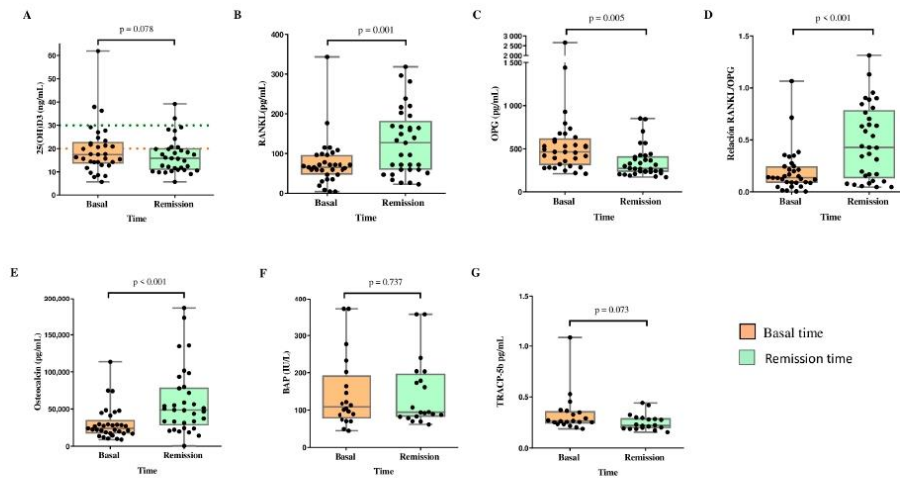 A
p = 0.078
25(OH)D3 (ng/mL)
60
50
40
30
20
10
0
Basal
Remission
Time
B
p = 0.001
RANKL(pg/mL)
400
300
200
100
0
Basal
Remission
Time
C
p = 0.005
OPG (pg/mL)
3 000
2 500
2 000
1 500
1 000
500
0
Basal
Remission
Time
D
p < 0.001
Relación RANKL/OPG
1.5
1.0
0.5
0.0
Basal
Remission
Time
E
p < 0.001
Osteocalcin (pg/mL)
200,000
150,000
100,000
50,000
0
Basal
Remission
Time
F
p = 0.737
BAP (IU/L)
400
300
200
100
0
Basal
Remission
Time
G
p = 0.073
TRACP-5b pg/mL
1.5
1.0
0.5
0.0
Basal
Remission
Time
Basal time
Remission time